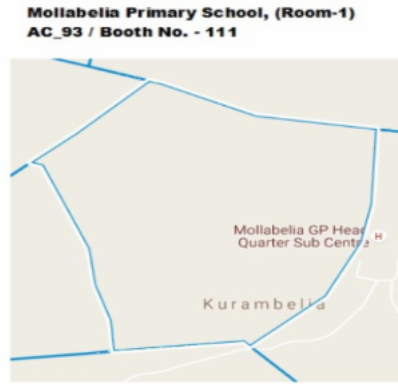 Mollabelia Primary School, (Room-1)
AC_93 / Booth No. - 111
Mollabelia GP Head
Quarter Sub Centre
H
Kurambelia